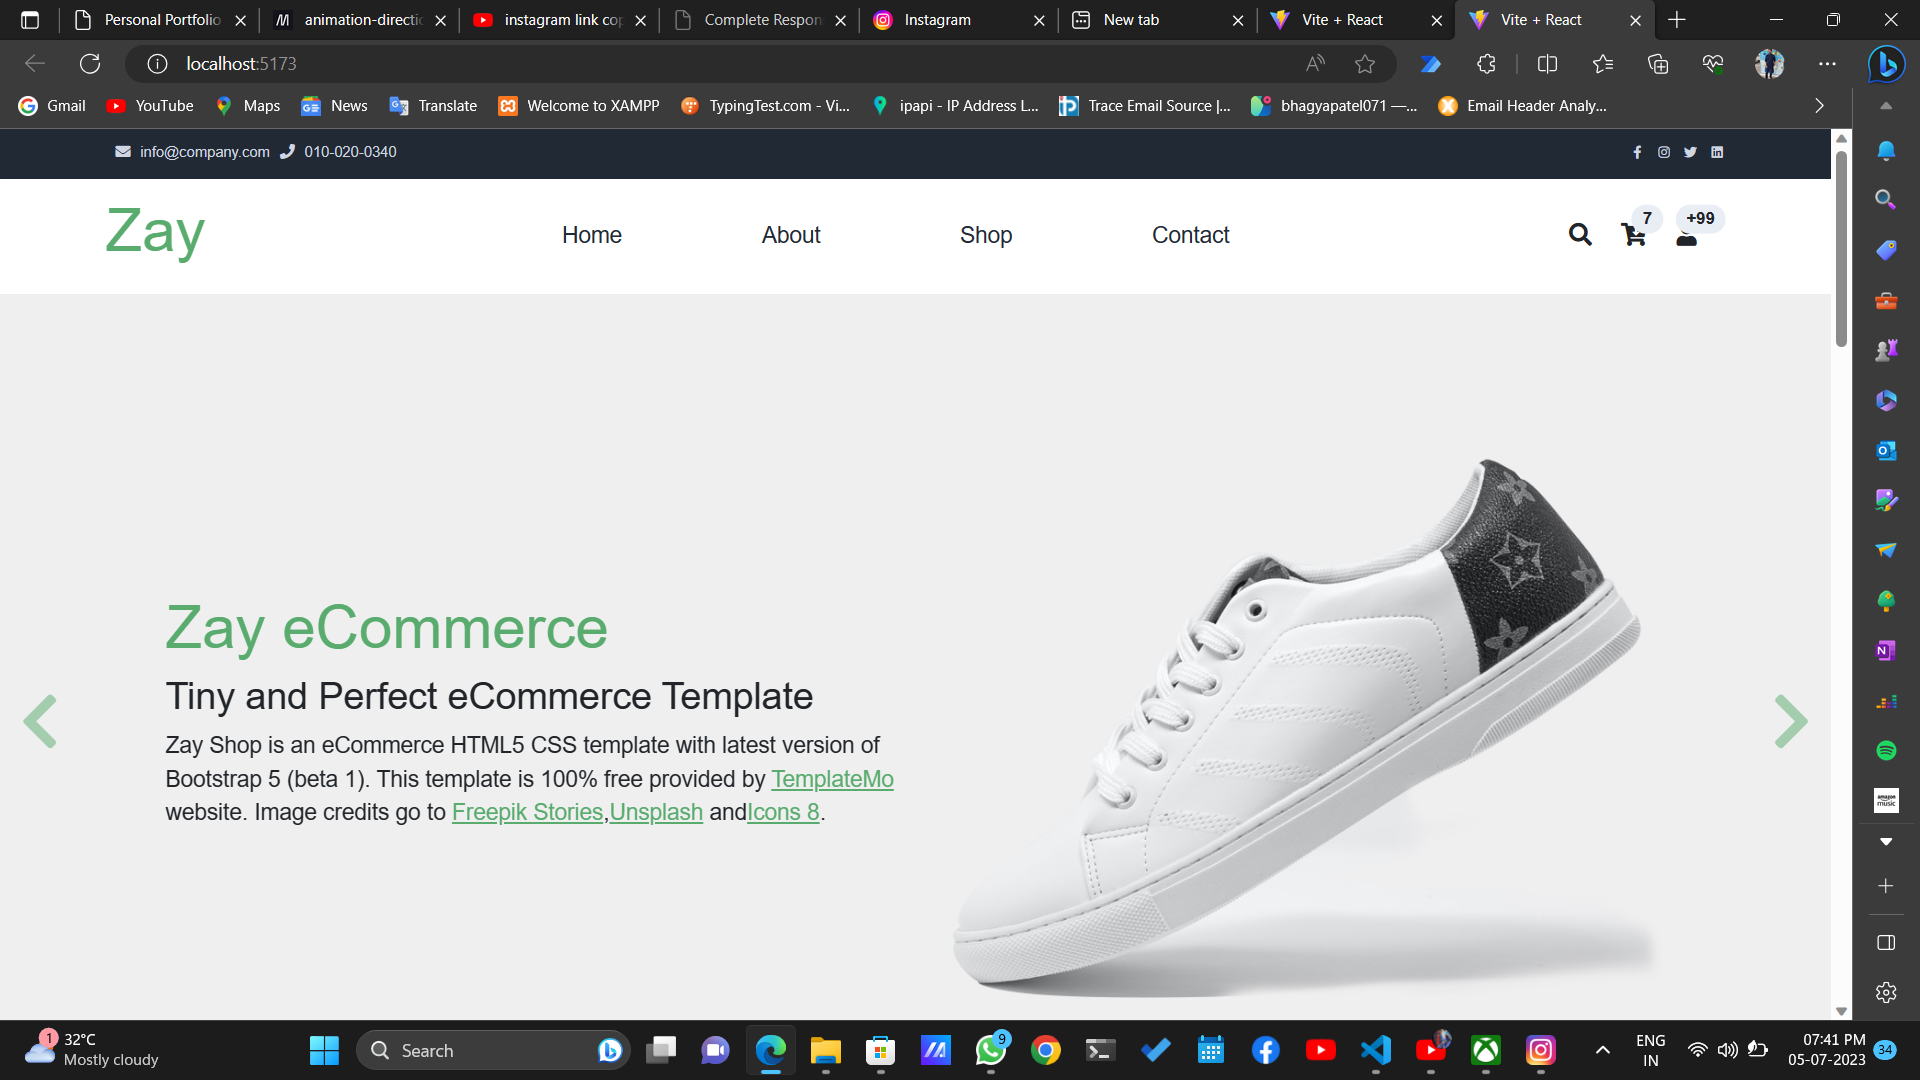 Personal Portfolio
animation-directi
instagram link cop
Complete Respon
Instagram
New tab
Vite + React
Vite + React
localhost:5173
Gmail
YouTube
Maps
News
Translate
Welcome to XAMPP
TypingTest.com - Vi...
ipapi - IP Address L...
Trace Email Source |...
bhagyapatel071 —...
Email Header Analy...
info@company.com 010-020-0340
Zay
Home
About
Shop
Contact
7
+99
Zay eCommerce
Tiny and Perfect eCommerce Template
Zay Shop is an eCommerce HTML5 CSS template with latest version of
Bootstrap 5 (beta 1). This template is 100% free provided by TemplateMo
website. Image credits go to Freepik Stories,Unsplash andIcons 8.
amazon
music
1
32°C
Mostly cloudy
Search
9
ENG
IN
07:41 PM
05-07-2023
34